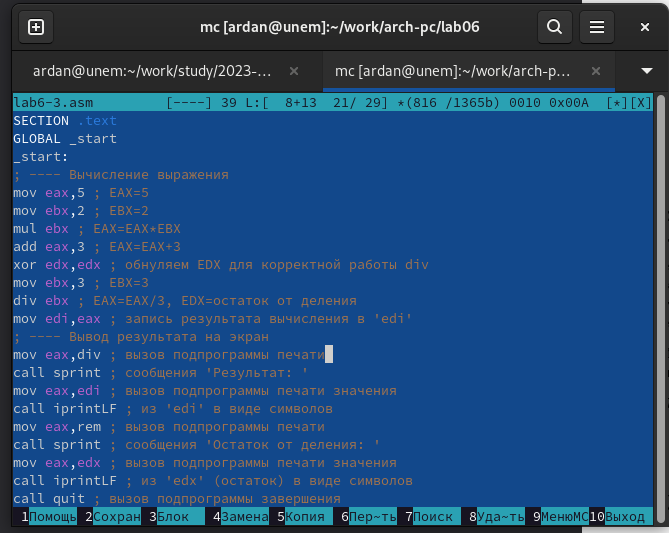 mc [ardan@unem]:~/work/arch-pc/lab06
ardan@unem:~/work/study/2023-...
mc [ardan@unem]:~/work/arch-p...
lab6-3.asm [----] 39 L:[ 8+13 21/ 29] *(816 /1365b) 0010 0x00A [*][X]
SECTION .text
GLOBAL _start
_start:
; ---- Вычисление выражения
mov eax,5 ; EAX=5
mov ebx,2 ; EBX=2
mul ebx ; EAX=EAX*EBX
add eax,3 ; EAX=EAX+3
xor edx,edx ; обнуляем EDX для корректной работы div
mov ebx,3 ; EBX=3
div ebx ; EAX=EAX/3, EDX=остаток от деления
mov edi,eax ; запись результата вычисления в 'edi'
; ---- Вывод результата на экран
mov eax,div ; вызов подпрограммы печати
call sprint ; сообщения 'Результат: '
mov eax,edi ; вызов подпрограммы печати значения
call iprintLF ; из 'edi' в виде символов
mov eax,rem ; вызов подпрограммы печати
call sprint ; сообщения 'Остаток от деления: '
mov eax,edx ; вызов подпрограммы печати значения
call iprintLF ; из 'edx' (остаток) в виде символов
call quit ; вызов подпрограммы завершения
1Помощь 2Сохран 3Блок 4Замена 5Копия 6Пер~ть 7Поиск 8Уда~ть 9МенюMC 10Выход